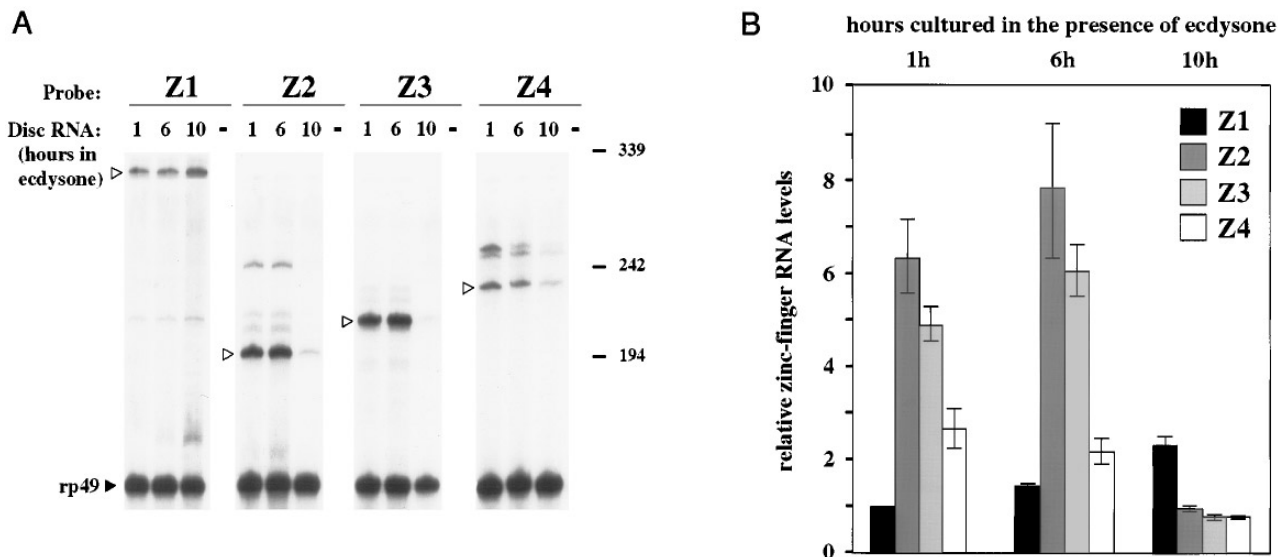 A
Probe: Z1 Z2 Z3 Z4
Disc RNA: 1 6 10 - 1 6 10 - 1 6 10 - 1 6 10 -
(hours in
ecdysone)
339
242
194
rp49
B
hours cultured in the presence of ecdysone
1h 6h 10h
relative zinc-finger RNA levels
10
8
6
4
2
0
Z1
Z2
Z3
Z4